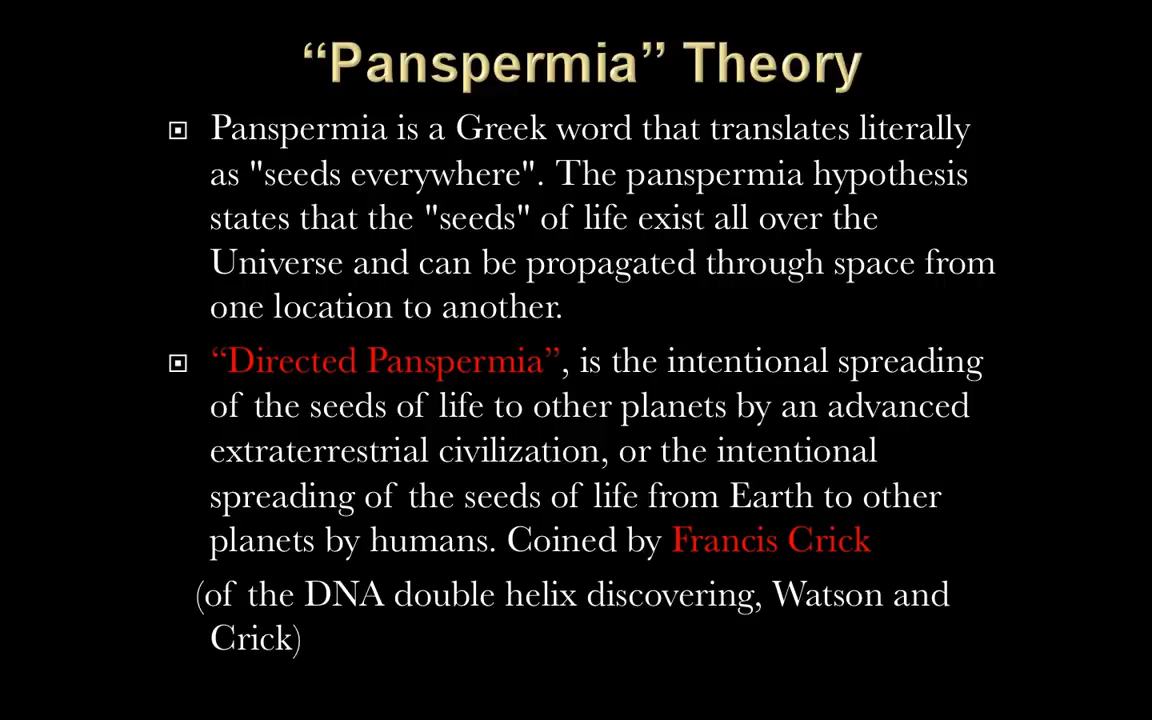 “Panspermia” Theory
Panspermia is a Greek word that translates literally
as "seeds everywhere". The panspermia hypothesis
states that the "seeds" of life exist all over the
Universe and can be propagated through space from
one location to another.
“Directed Panspermia”, is the intentional spreading
of the seeds of life to other planets by an advanced
extraterrestrial civilization, or the intentional
spreading of the seeds of life from Earth to other
planets by humans. Coined by Francis Crick
(of the DNA double helix discovering, Watson and
Crick)